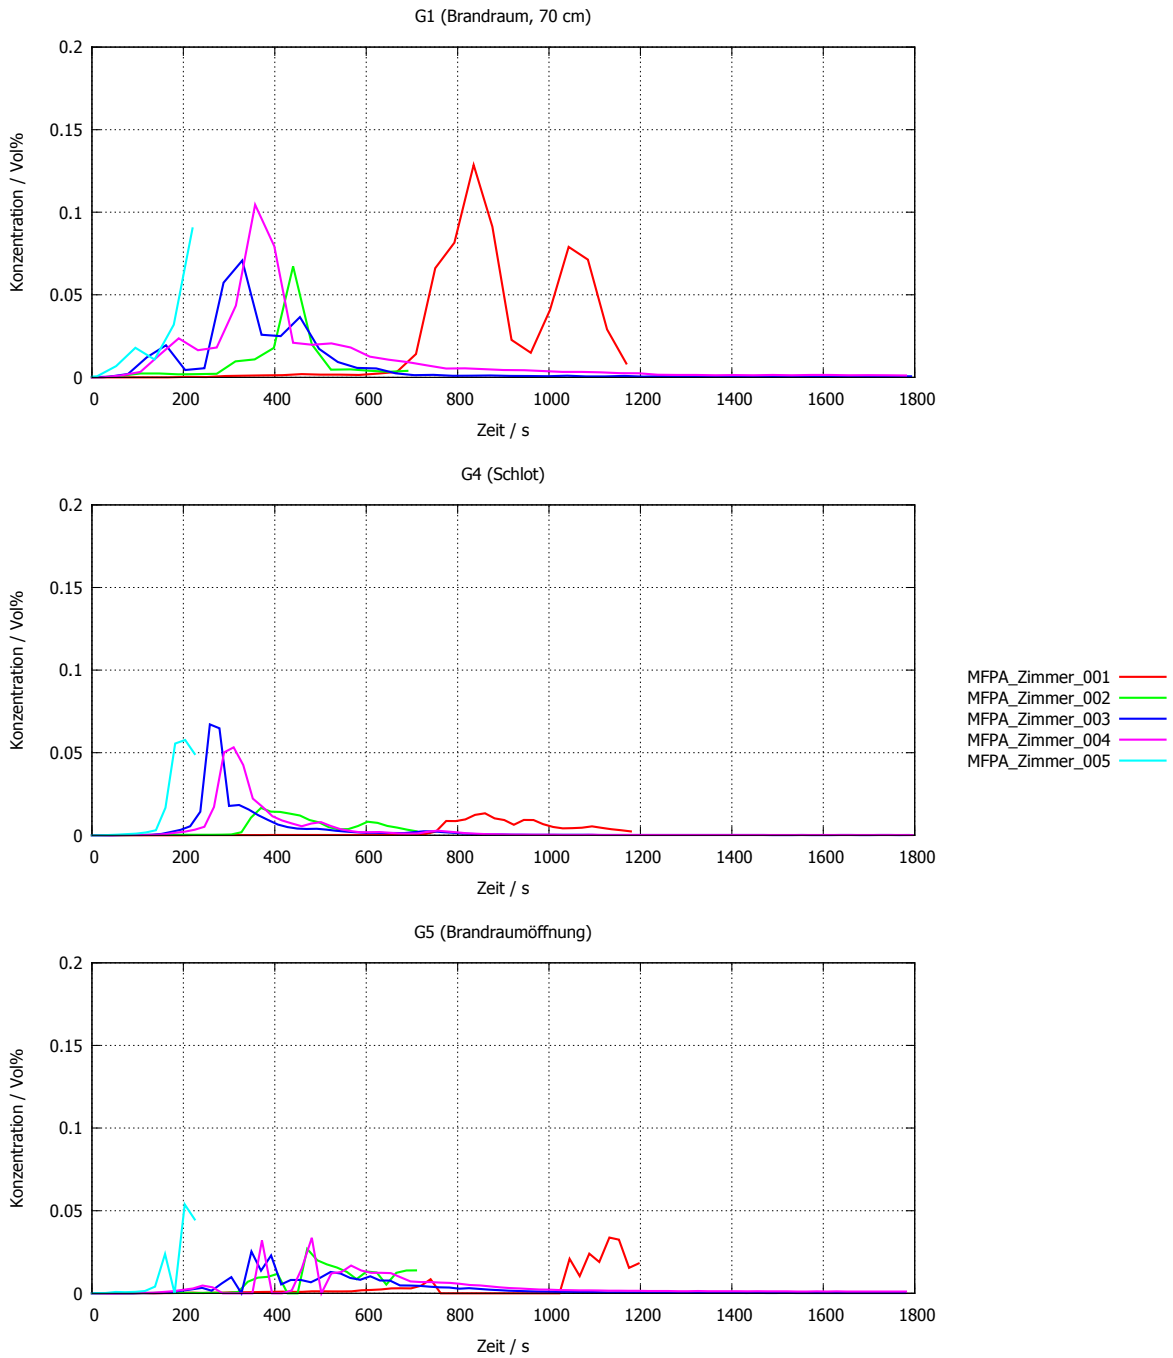 G1 (Brandraum, 70 cm)
Konzentration / Vol%
0.2
0.15
0.1
0.05
0
0 200 400 600 800 1000 1200 1400 1600 1800
Zeit / s
G4 (Schlot)
Konzentration / Vol%
0.2
0.15
0.1
0.05
0
0 200 400 600 800 1000 1200 1400 1600 1800
Zeit / s
MFPA_Zimmer_001
MFPA_Zimmer_002
MFPA_Zimmer_003
MFPA_Zimmer_004
MFPA_Zimmer_005
G5 (Brandraumöffnung)
Konzentration / Vol%
0.2
0.15
0.1
0.05
0
0 200 400 600 800 1000 1200 1400 1600 1800
Zeit / s